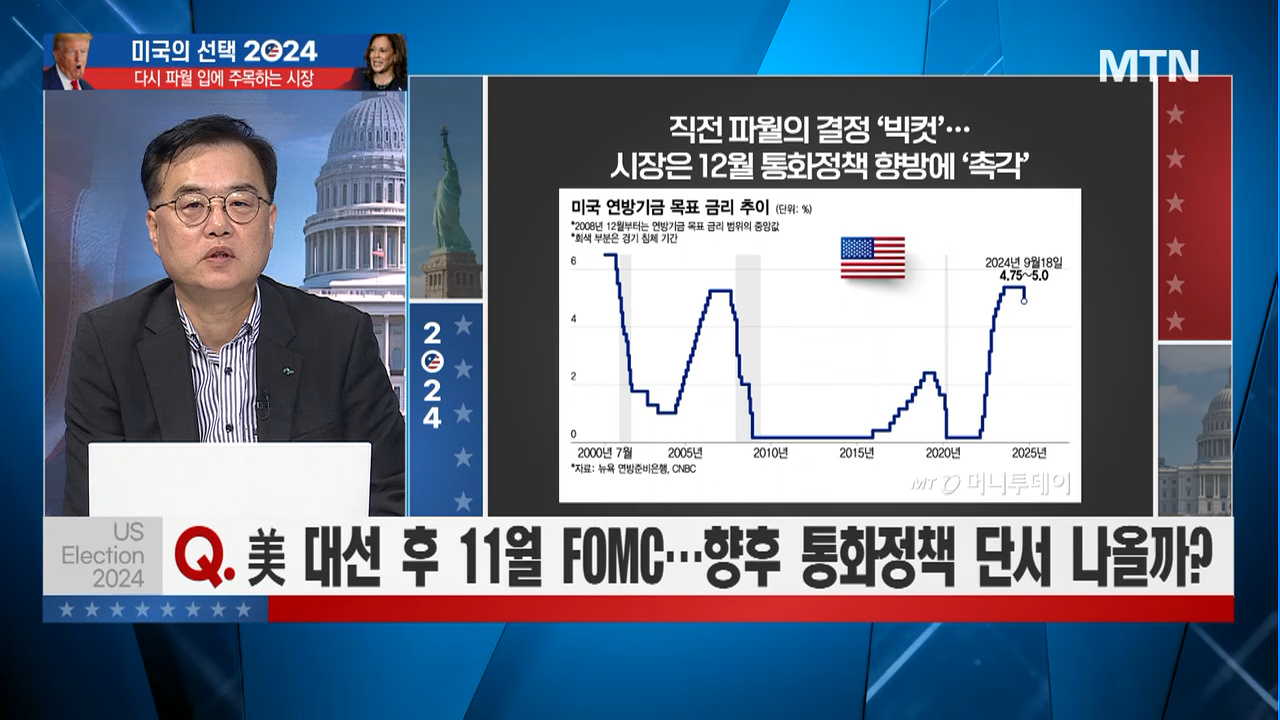 미국의 선택 2024
다시 파월 입에 주목하는 시장
MTN
직전 파월의 결정 ‘빅컷’…
시장은 12월 통화정책 향방에 ‘촉각’
미국 연방기금 목표 금리 추이 (단위: %)
*2008년 12월부터는 연방기금 목표 금리 범위의 중앙값
*회색 부분은 경기 침체 기간
2024년 9월18일
4.75~5.0
6
4
2
0
2000년 7월 2005년 2010년 2015년 2020년 2025년
*자료: 뉴욕 연방준비은행, CNBC
MT 머니투데이
2024
US
Election
2024
Q. 美 대선 후 11월 FOMC…향후 통화정책 단서 나올까?